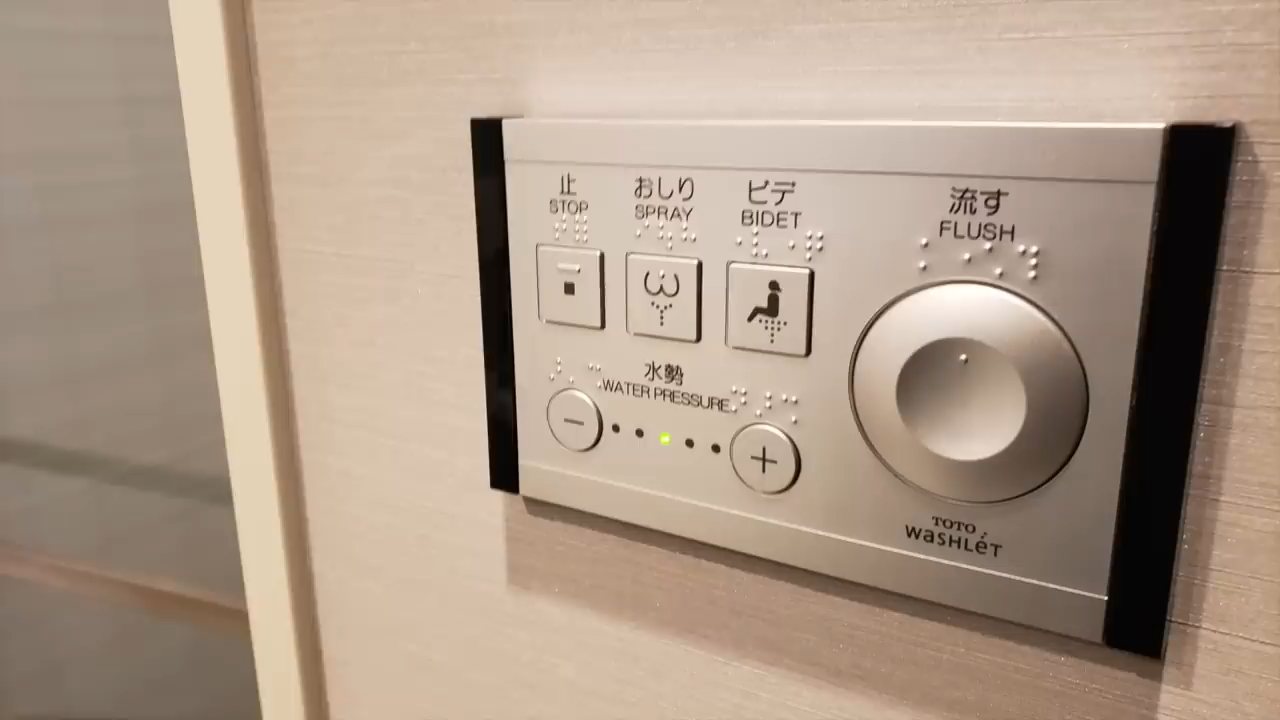 止
STOP
おしり
SPRAY
ビデ
BIDET
流す
FLUSH
水勢
WATER PRESSURE
TOTO
WASHLET